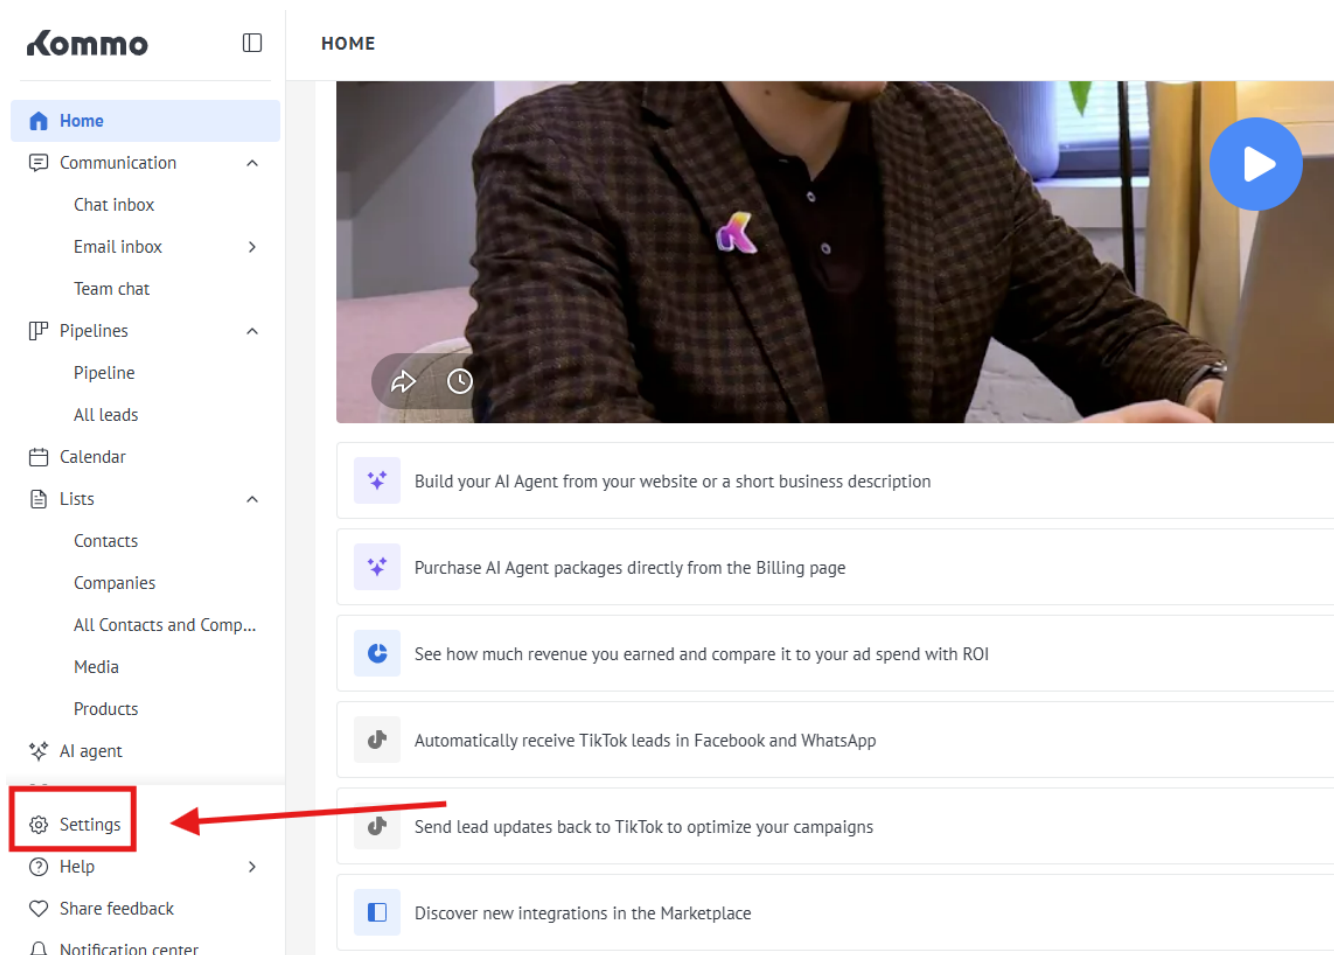 Kommo
HOME
Home
Communication
Chat inbox
Email inbox
Team chat
Pipelines
Pipeline
All leads
Calendar
Lists
Contacts
Companies
All Contacts and Comp...
Media
Products
AI agent
Settings
Help
Share feedback
Notification center
Build your AI Agent from your website or a short business description
Purchase AI Agent packages directly from the Billing page
See how much revenue you earned and compare it to your ad spend with ROI
Automatically receive TikTok leads in Facebook and WhatsApp
Send lead updates back to TikTok to optimize your campaigns
Discover new integrations in the Marketplace